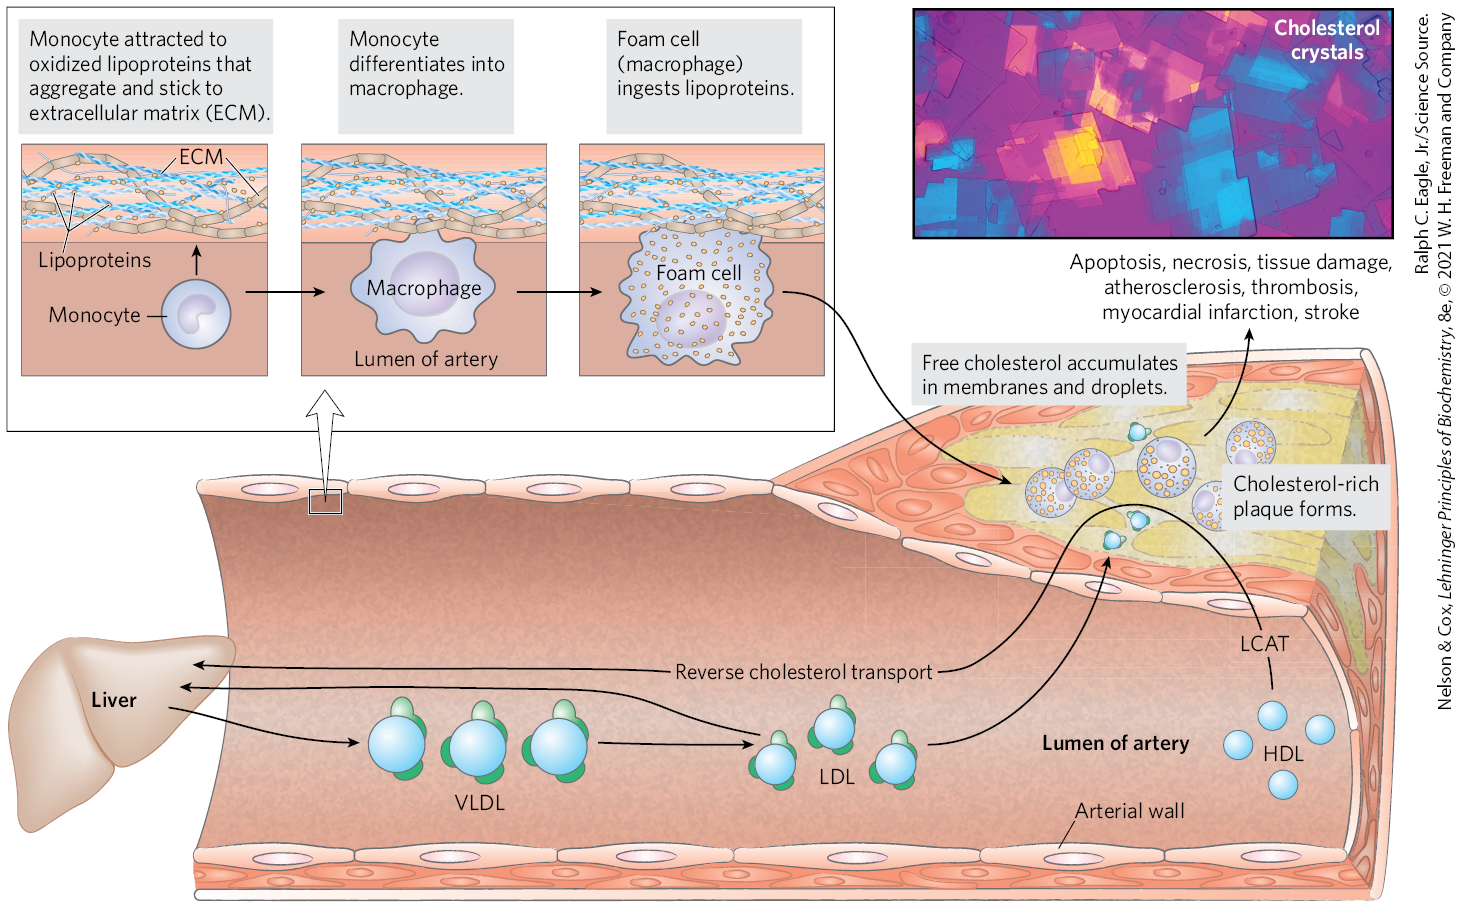 Monocyte attracted to
oxidized lipoproteins that
aggregate and stick to
extracellular matrix (ECM).
Monocyte
differentiates into
macrophage.
Foam cell
(macrophage)
ingests lipoproteins.
Cholesterol
crystals
ECM
Lipoproteins
Monocyte
Macrophage
Lumen of artery
Foam cell
Apoptosis, necrosis, tissue damage,
atherosclerosis, thrombosis,
myocardial infarction, stroke
Free cholesterol accumulates
in membranes and droplets.
Cholesterol-rich
plaque forms.
LCAT
Reverse cholesterol transport
Liver
Lumen of artery
HDL
LDL
VLDL
Arterial wall
Ralph C. Eagle, Jr./Science Source.
Nelson & Cox, Lehninger Principles of Biochemistry, 8e, © 2021 W. H. Freeman and Company